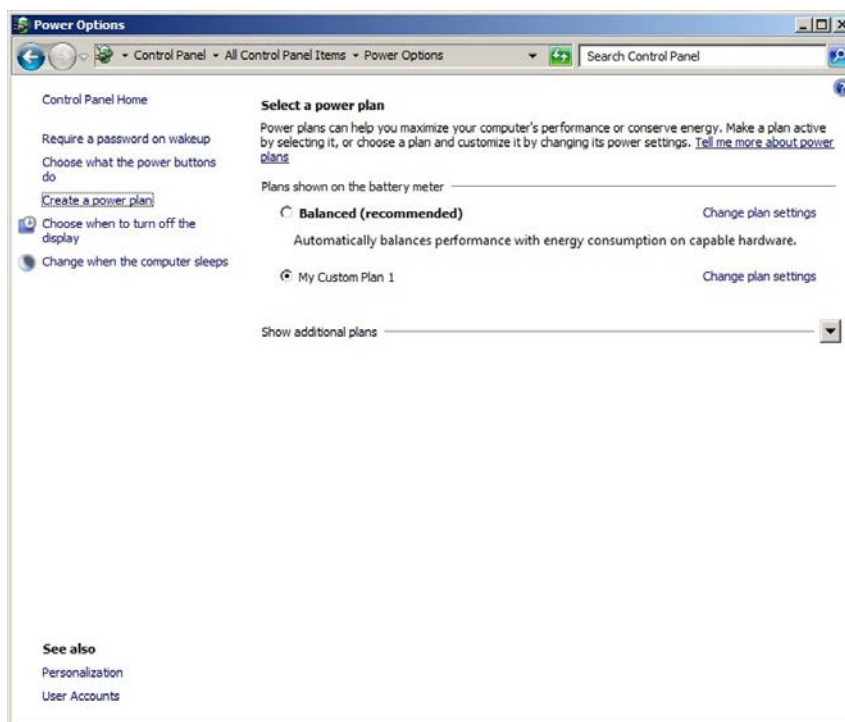 Power Options
Control Panel All Control Panel Items Power Options
Search Control Panel
Control Panel Home
Require a password on wakeup
Choose what the power buttons
do
Create a power plan
Choose when to turn off the
display
Change when the computer sleeps
Select a power plan
Power plans can help you maximize your computer's performance or conserve energy. Make a plan active
by selecting it, or choose a plan and customize it by changing its power settings. Tell me more about power
plans
Plans shown on the battery meter
Balanced (recommended) Change plan settings
Automatically balances performance with energy consumption on capable hardware.
My Custom Plan 1 Change plan settings
Show additional plans
See also
Personalization
User Accounts